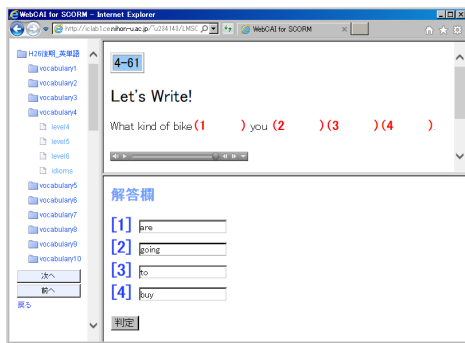 WebCAI for SCORM - Internet Explorer
WebCAI for SCORM
H26後期_英単語
vocabulary1
vocabulary2
vocabulary3
vocabulary4
level4
level5
level6
idioms
vocabulary5
vocabulary6
vocabulary7
vocabulary8
vocabulary9
vocabulary10
次へ
前へ
戻る
4-61
Let's Write!
What kind of bike (1 ) you (2 ) (3 ) (4 ).
解答欄
[1] are
[2] going
[3] to
[4] buy
判定